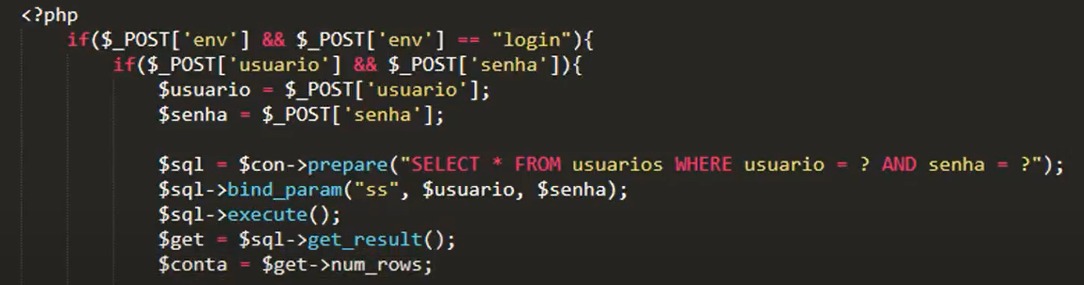 <?php
if($_POST['env'] && $_POST['env'] == "login"){
if($_POST['usuario'] && $_POST['senha']){
$usuario = $_POST['usuario'];
$senha = $_POST['senha'];
$sql = $con->prepare("SELECT * FROM usuarios WHERE usuario = ? AND senha = ?");
$sql->bind_param("ss", $usuario, $senha);
$sql->execute();
$get = $sql->get_result();
$conta = $get->num_rows;